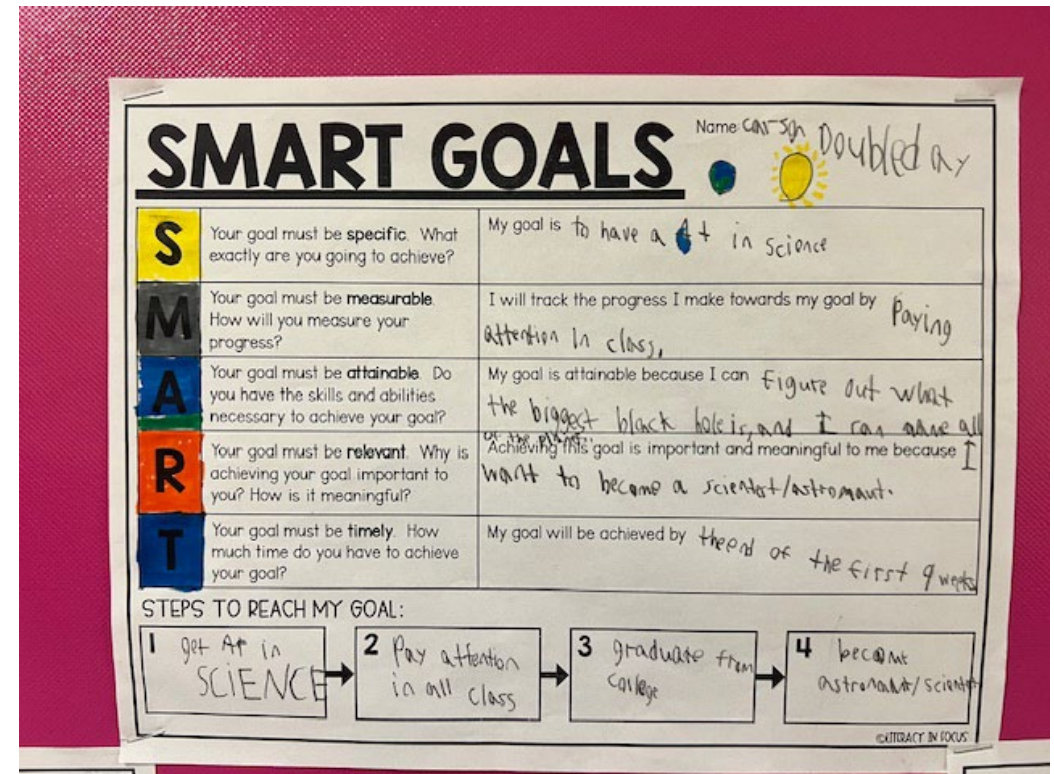 SMART GOALS
Name: Carson Doubleday
S
Your goal must be specific. What
exactly are you going to achieve?
My goal is to have a A+ in science
M
Your goal must be measurable.
How will you measure your
progress?
I will track the progress I make towards my goal by Paying
attention in class.
A
Your goal must be attainable. Do
you have the skills and abilities
necessary to achieve your goal?
My goal is attainable because I can figure out what
the biggest black hole is, and I can all
of the
R
Your goal must be relevant. Why is
achieving your goal important to
you? How is it meaningful?
Achieving this goal is important and meaningful to me because I
want to become a scientest/astromaut.
T
Your goal must be timely. How
much time do you have to achieve
your goal?
My goal will be achieved by the end of the first 9 weeks
STEPS TO REACH MY GOAL:
1 get A+ in
SCIENCE
2 Pay attention
in all class
3 graduate from
college
4 become
astronaut/scientest
©LITERACY IN FOCUS